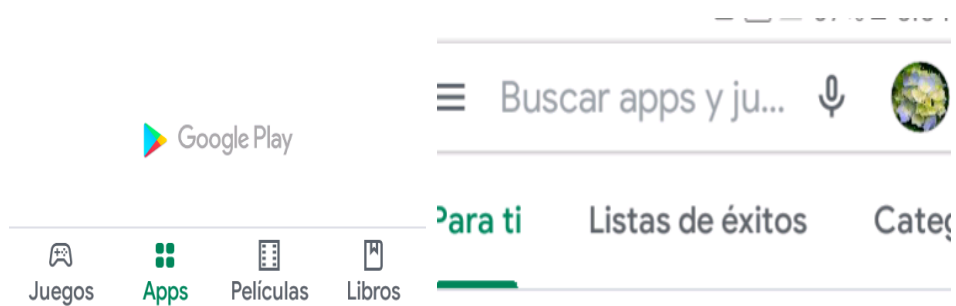 Google Play
Juegos
Apps
Películas
Libros
Buscar apps y ju...
Para ti
Listas de éxitos
Categ